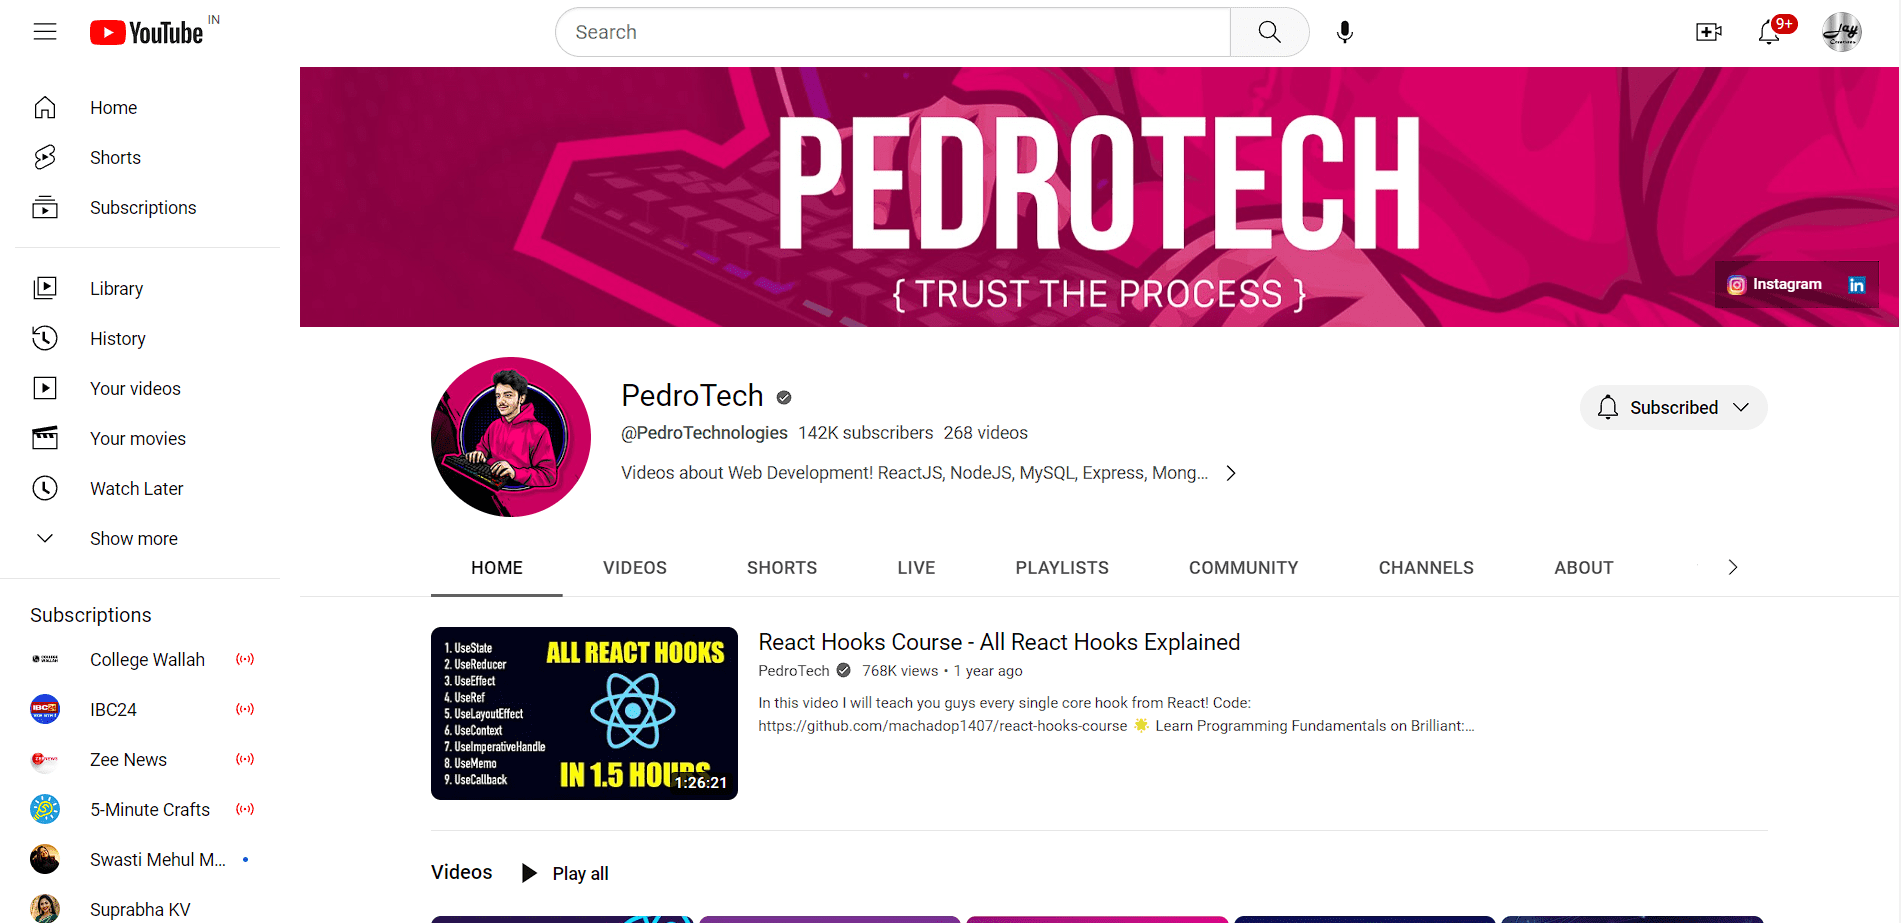 YouTube IN
Search
9+
Jay
Creations
Home
Shorts
Subscriptions
Library
History
Your videos
Your movies
Watch Later
Show more
Subscriptions
College Wallah
IBC24
Zee News
5-Minute Crafts
Swasti Mehul M...
Suprabha KV
PEDROTECH
{ TRUST THE PROCESS }
Instagram
in
PedroTech
@PedroTechnologies 142K subscribers 268 videos
Videos about Web Development! ReactJS, NodeJS, MySQL, Express, Mong...
Subscribed
HOME VIDEOS SHORTS LIVE PLAYLISTS COMMUNITY CHANNELS ABOUT
1. UseState
2. UseReducer
3. UseEffect
4. UseRef
5. UseLayoutEffect
6. UseContext
7. UseImperativeHandle
8. UseMemo
9. UseCallback
ALL REACT HOOKS
IN 1.5 HOURS
1:26:21
React Hooks Course - All React Hooks Explained
PedroTech 768K views • 1 year ago
In this video I will teach you guys every single core hook from React! Code:
https://github.com/machadop1407/react-hooks-course 🌟 Learn Programming Fundamentals on Brilliant:...
Videos Play all